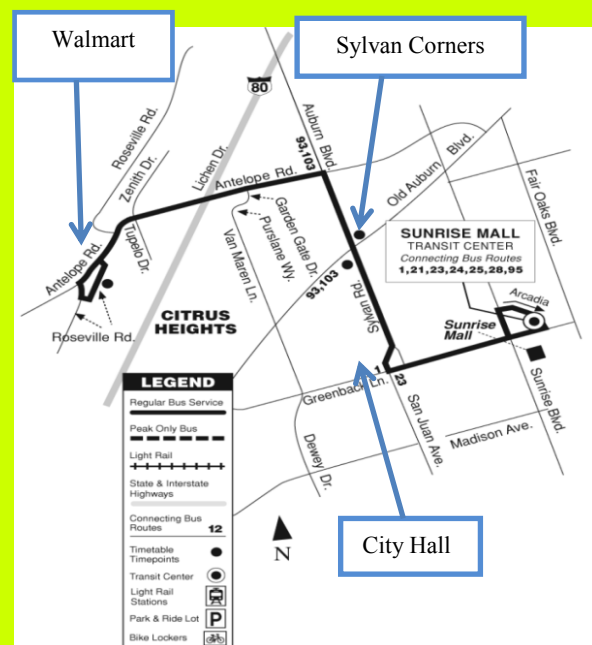 Walmart
Sylvan Corners
80
Roseville Rd.
Zenith Dr.
Lichen Dr.
Auburn Blvd.
93,103
Antelope Rd.
Old Auburn Blvd.
Fair Oaks Blvd.
Garden Gate Dr.
Purslane Wy.
Van Maren Ln.
Tupelo Dr.
Antelope Rd.
Roseville Rd.
CITRUS
HEIGHTS
93,103
Sylvan Rd.
SUNRISE MALL
TRANSIT CENTER
Connecting Bus Routes
1,21,23,24,25,28,95
Arcadia
Sunrise
Mall
1
23
Greenback Ln.
San Juan Ave.
Sunrise Blvd.
Madison Ave.
Dewey Dr.
City Hall
N
LEGEND
Regular Bus Service
Peak Only Bus
Light Rail
State & Interstate
Highways
Connecting Bus
Routes 12
Timetable
Timepoints
Transit Center
Light Rail
Stations
Park & Ride Lot P
Bike Lockers